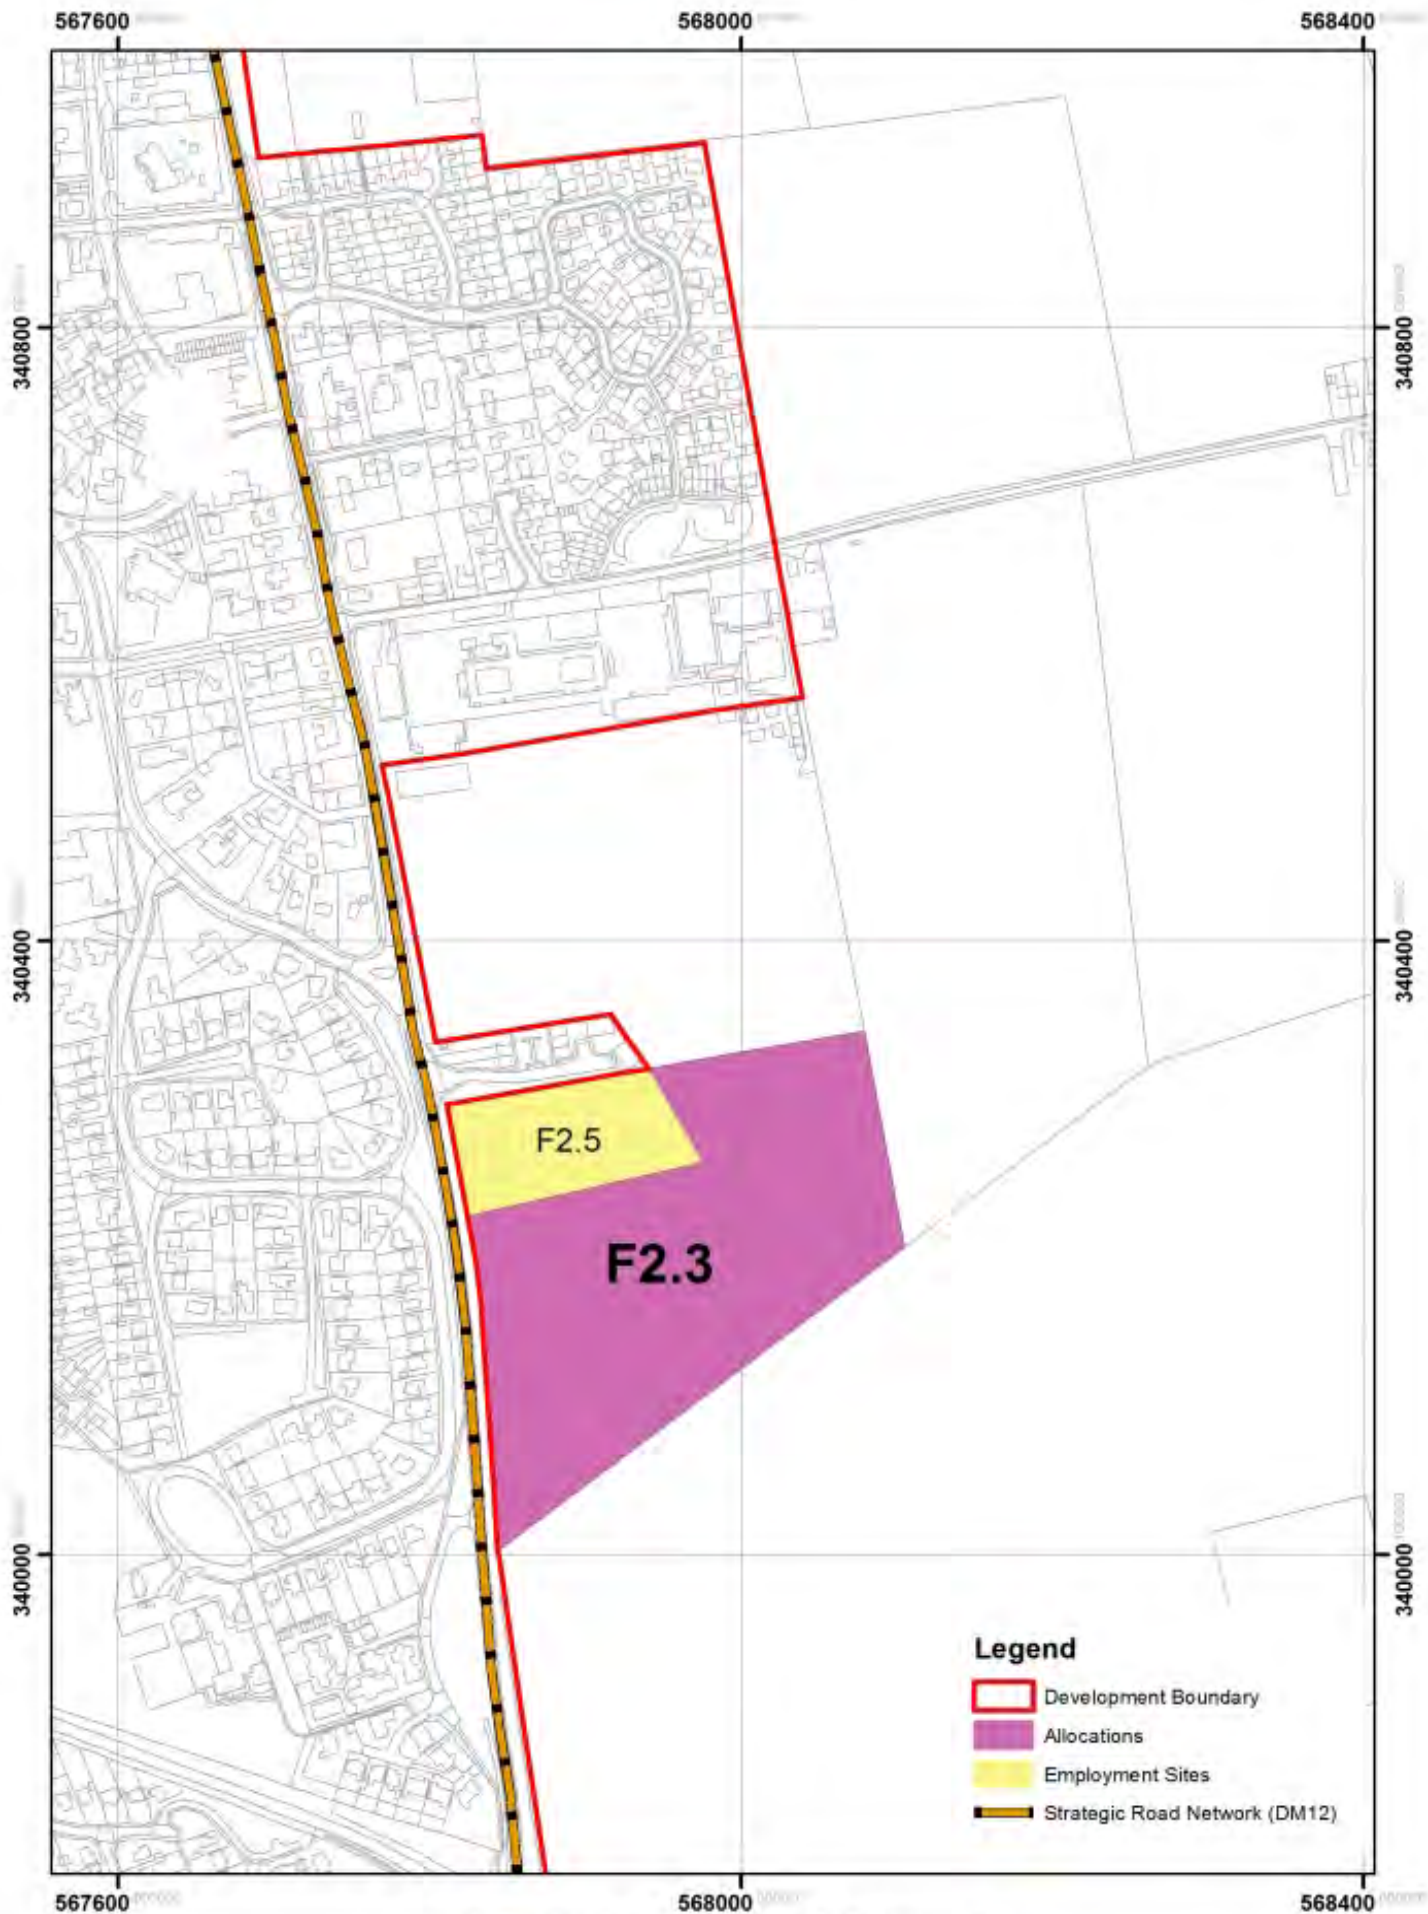 567600 568000 568400
340800 340800
340400 340400
F2.5
F2.3
340000 340000
Legend
Development Boundary
Allocations
Employment Sites
Strategic Road Network (DM12)
567600 568000 568400